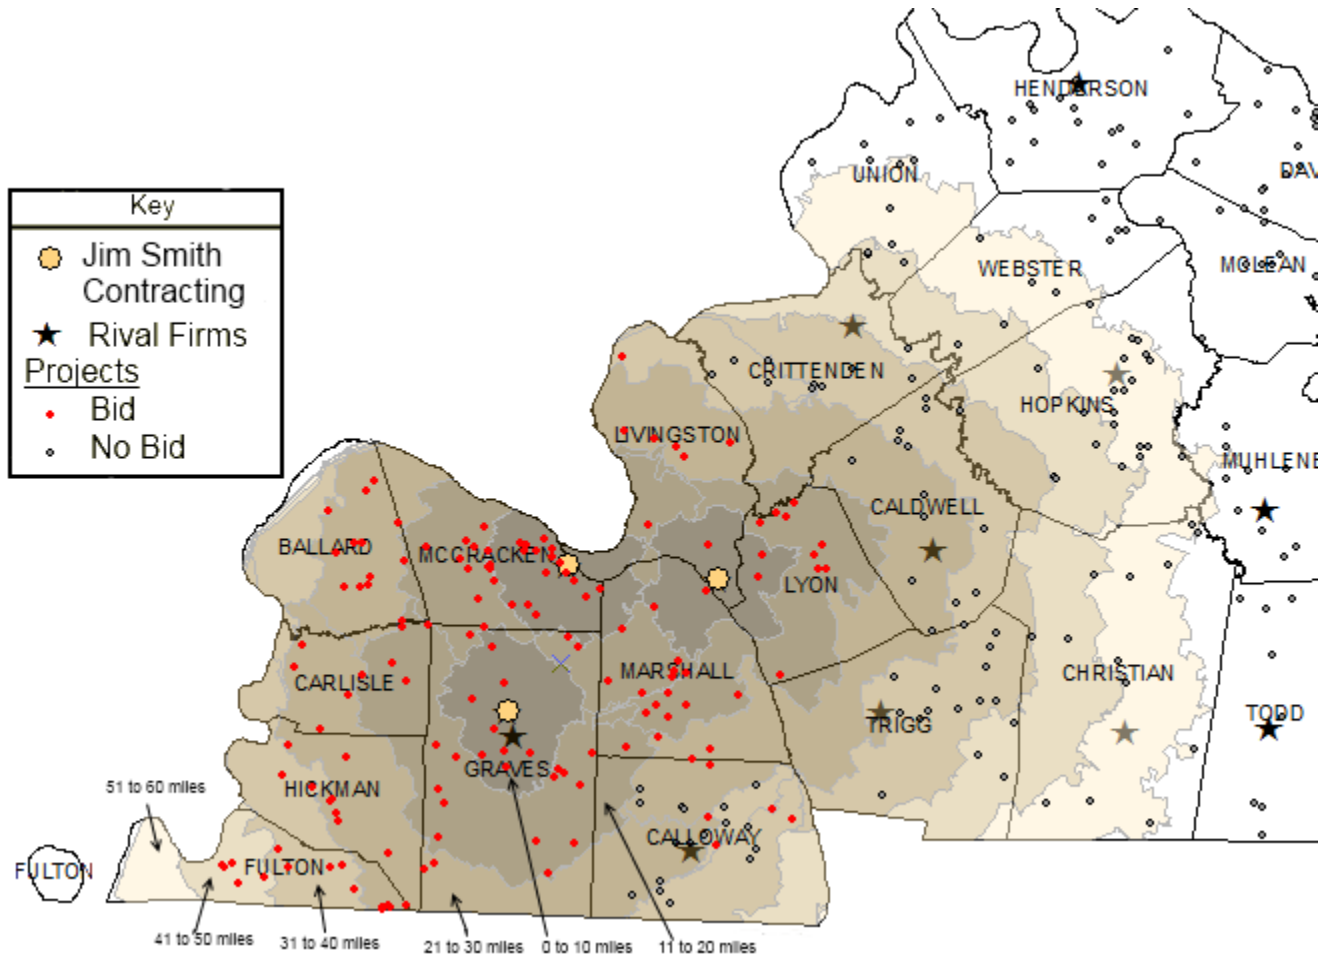 HENDERSON
DAV
UNION
Key
WEBSTER
MCLEAN
Jim Smith
Contracting
Rival Firms
Projects
CRITTENDEN
Bid
HOPKINS
No Bid
LIVINGSTON
MUHLENE
CALDWELL
BALLARD
MCCRACKEN
LYON
MARSHALL
CHRISTIAN
CARLISLE
TODD
TRIGG
GRAVES
HICKMAN
51 to 60 miles
CALLOWAY
FULTON
FULTON
41 to 50 miles
31 to 40 miles
21 to 30 miles
0 to 10 miles
11 to 20 miles